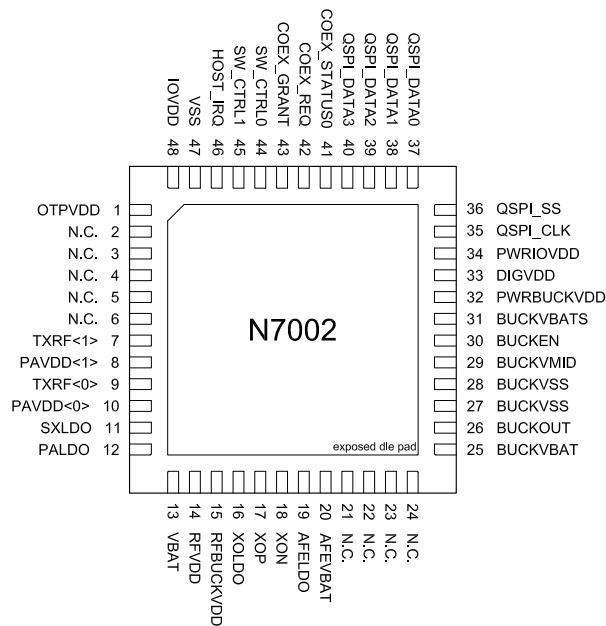 IOVDD 48
VSS 47
HOST_IRQ 46
SW_CTRL1 45
SW_CTRL0 44
COEX_GRANT 43
COEX_REQ 42
COEX_STATUS0 41
QSPI_DATA3 40
QSPI_DATA2 39
QSPI_DATA1 38
QSPI_DATA0 37
OTPVDD 1
N.C. 2
N.C. 3
N.C. 4
N.C. 5
N.C. 6
TXRF<1> 7
PAVDD<1> 8
TXRF<0> 9
PAVDD<0> 10
SXLDO 11
PALDO 12
N7002
exposed dle pad
36 QSPI_SS
35 QSPI_CLK
34 PWRIOVDD
33 DIGVDD
32 PWRBUCKVDD
31 BUCKVBATS
30 BUCKEN
29 BUCKVMID
28 BUCKVSS
27 BUCKVSS
26 BUCKOUT
25 BUCKVBAT
13 VBAT
14 RFVDD
15 RFBUCKVDD
16 XOLDO
17 XOP
18 XON
19 AFELDO
20 AFEVBAT
21 N.C.
22 N.C.
23 N.C.
24 N.C.